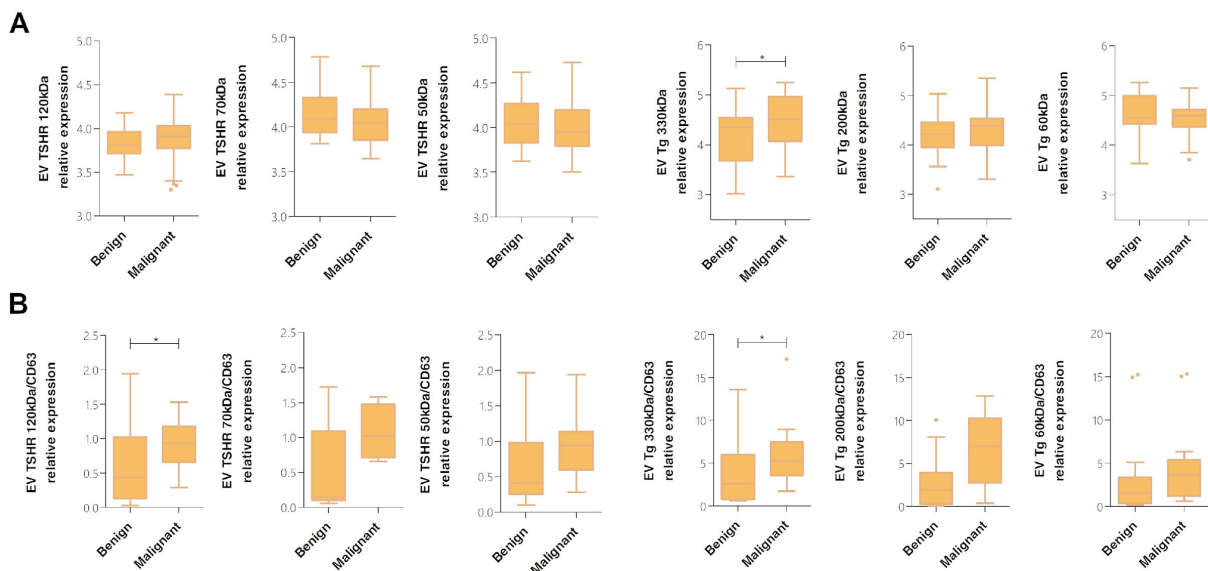 A
EV TSHR 120kDa
relative expression
5.0
4.5
4.0
3.5
3.0
Benign
Malignant
EV TSHR 70kDa
relative expression
5.0
4.5
4.0
3.5
3.0
Benign
Malignant
EV TSHR 50kDa
relative expression
5.0
4.5
4.0
3.5
3.0
Benign
Malignant
EV Tg 330kDa
relative expression
6
5
4
3
*
Benign
Malignant
EV Tg 200kDa
relative expression
6
5
4
3
Benign
Malignant
EV Tg 60kDa
relative expression
6
5
4
3
Benign
Malignant
B
EV TSHR 120kDa/CD63
relative expression
2.5
2.0
1.5
1.0
0.5
0.0
*
Benign
Malignant
EV TSHR 70kDa/CD63
relative expression
2.5
2.0
1.5
1.0
0.5
0.0
Benign
Malignant
EV TSHR 50kDa/CD63
relative expression
2.5
2.0
1.5
1.0
0.5
0.0
Benign
Malignant
EV Tg 330kDa/CD63
relative expression
20
15
10
5
0
*
Benign
Malignant
EV Tg 200kDa/CD63
relative expression
20
15
10
5
0
Benign
Malignant
EV Tg 60kDa/CD63
relative expression
20
15
10
5
0
Benign
Malignant